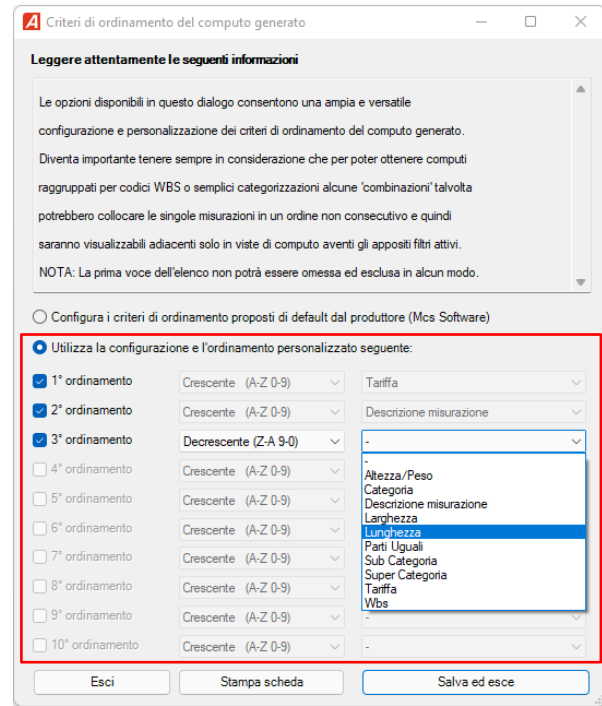 Criteri di ordinamento del computo generato
Leggere attentamente le seguenti informazioni
Le opzioni disponibili in questo dialogo consentono una ampia e versatile
configurazione e personalizzazione dei criteri di ordinamento del computo generato.
Diventa importante tenere sempre in considerazione che per poter ottenere computi
raggruppati per codici WBS o semplici categorizzazioni alcune 'combinazioni' talvolta
potrebbero collocare le singole misurazioni in un ordine non consecutivo e quindi
saranno visualizzabili adiacenti solo in viste di computo aventi gli appositi filtri attivi.
NOTA: La prima voce dell'elenco non potrà essere omessa ed esclusa in alcun modo.
Configura i criteri di ordinamento proposti di default dal produttore (Mcs Software)
Utilizza la configurazione e l'ordinamento personalizzato seguente:
1° ordinamento Crescente (A-Z 0-9) Tariffa
2° ordinamento Crescente (A-Z 0-9) Descrizione misurazione
3° ordinamento Decrescente (Z-A 9-0) -
-
Altezza/Peso
Categoria
Descrizione misurazione
Larghezza
Lunghezza
Parti Uguali
Sub Categoria
Super Categoria
Tariffa
Wbs
4° ordinamento Crescente (A-Z 0-9)
5° ordinamento Crescente (A-Z 0-9)
6° ordinamento Crescente (A-Z 0-9)
7° ordinamento Crescente (A-Z 0-9)
8° ordinamento Crescente (A-Z 0-9)
9° ordinamento Crescente (A-Z 0-9) -
10° ordinamento Crescente (A-Z 0-9) -
Esci Stampa scheda Salva ed esce